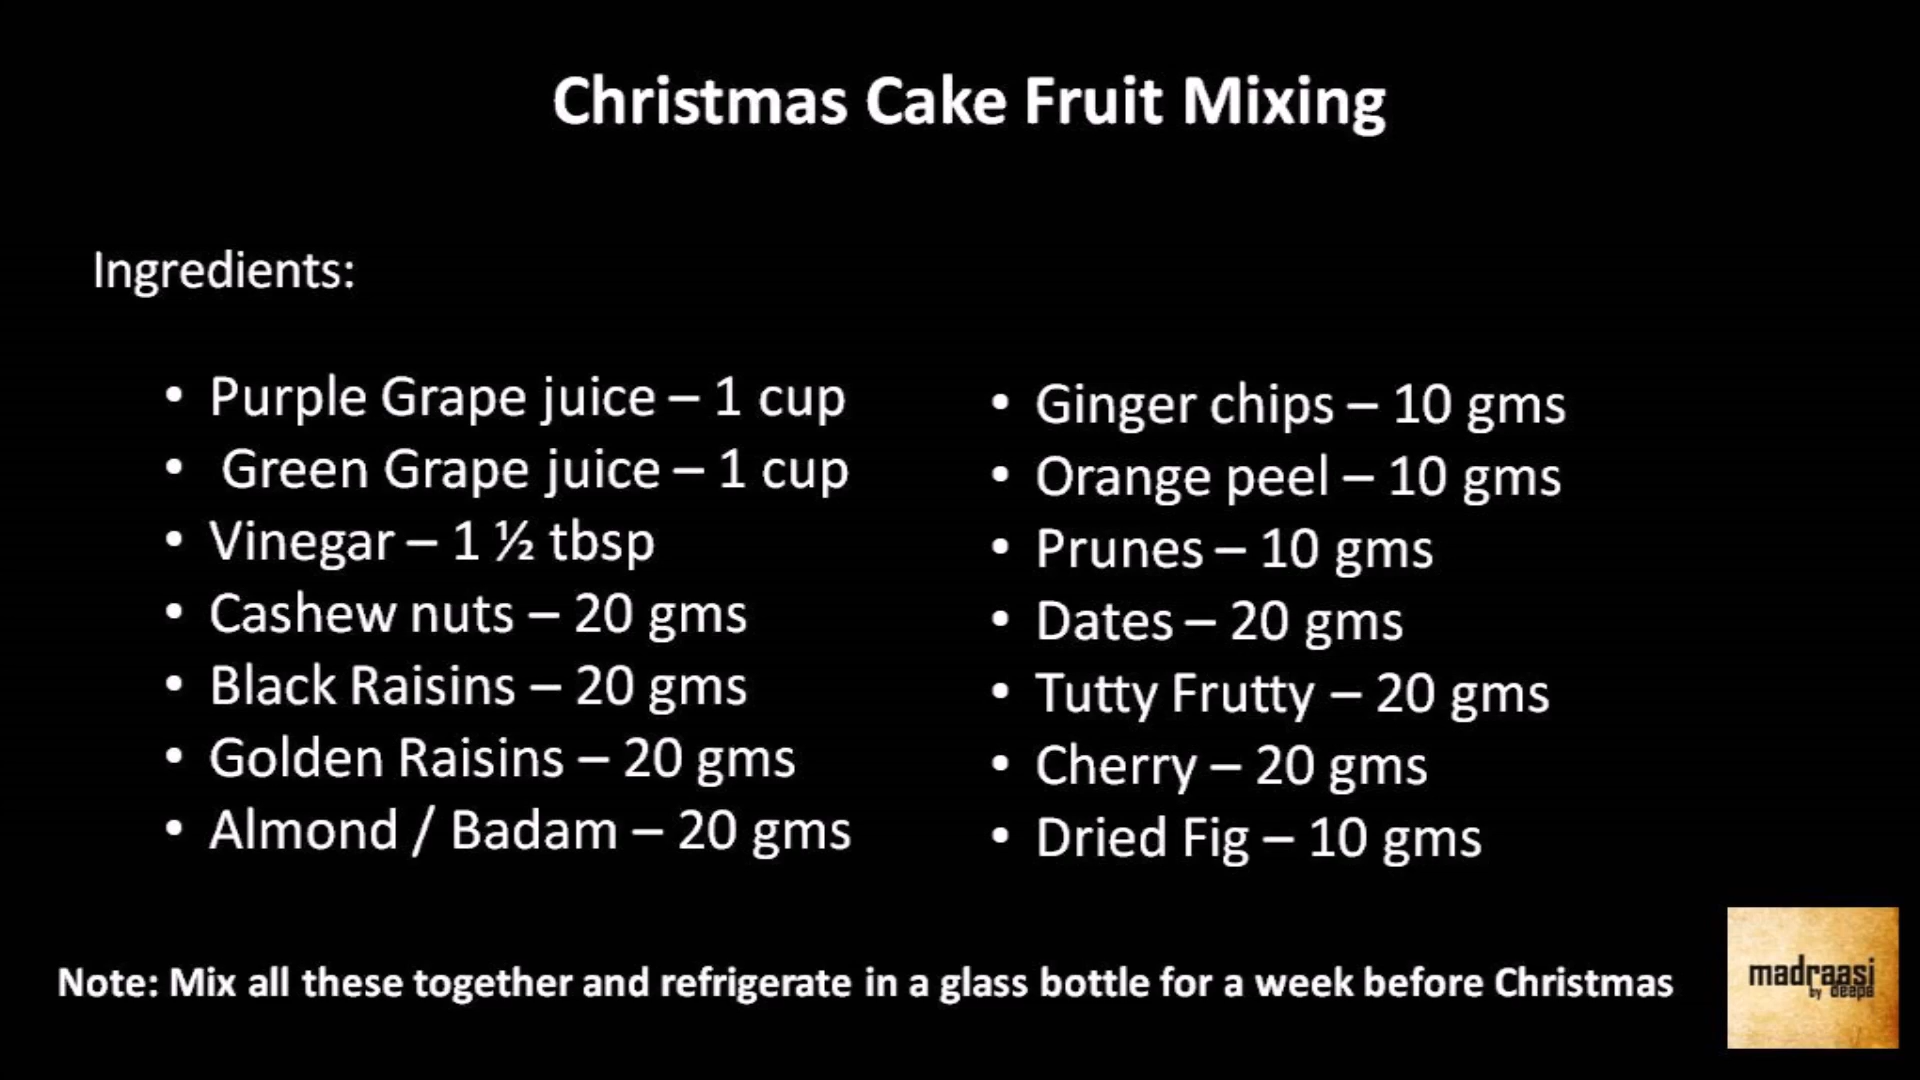 Christmas Cake Fruit Mixing
Ingredients:
• Purple Grape juice – 1 cup
• Green Grape juice – 1 cup
• Vinegar – 1 ½ tbsp
• Cashew nuts – 20 gms
• Black Raisins – 20 gms
• Golden Raisins – 20 gms
• Almond / Badam – 20 gms
• Ginger chips – 10 gms
• Orange peel – 10 gms
• Prunes – 10 gms
• Dates – 20 gms
• Tutty Frutty – 20 gms
• Cherry – 20 gms
• Dried Fig – 10 gms
Note: Mix all these together and refrigerate in a glass bottle for a week before Christmas
madraasi
by deepa